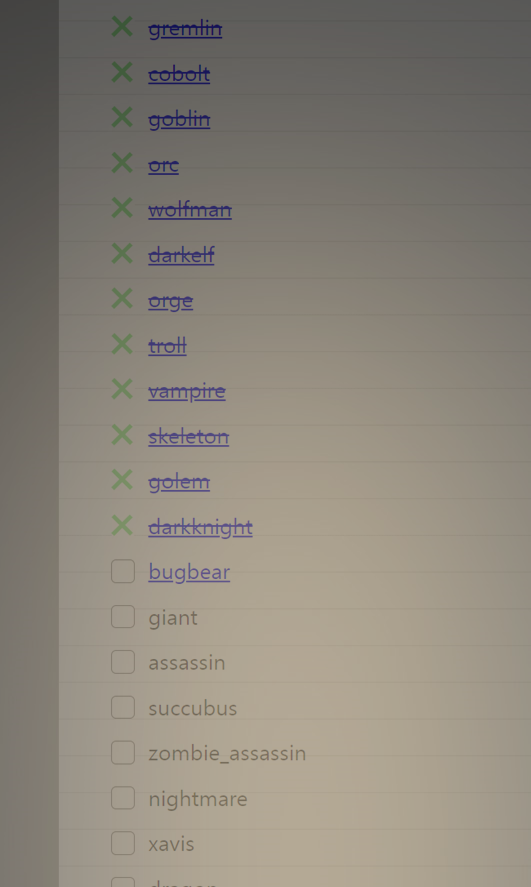 gremlin
cobolt
goblin
orc
wolfman
darkelf
orge
troll
vampire
skeleton
golem
darkknight
bugbear
giant
assassin
succubus
zombie_assassin
nightmare
xavis
dragon